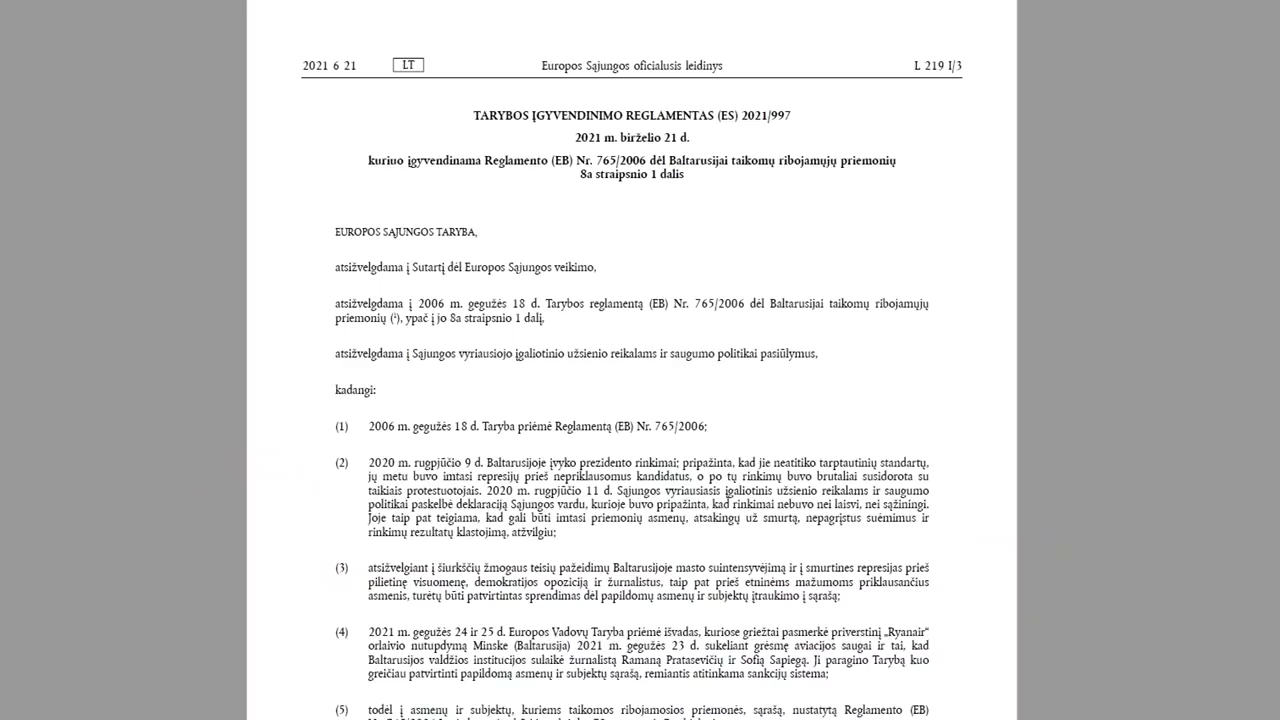 2021 6 21 LT Europos Sąjungos oficialusis leidinys L 219 I/3
TARYBOS ĮGYVENDINIMO REGLAMENTAS (ES) 2021/997
2021 m. birželio 21 d.
kuriuo įgyvendinama Reglamento (EB) Nr. 765/2006 dėl Baltarusijai taikomų ribojamųjų priemonių
8a straipsnio 1 dalis
EUROPOS SĄJUNGOS TARYBA,
atsižvelgdama į Sutartį dėl Europos Sąjungos veikimo,
atsižvelgdama į 2006 m. gegužės 18 d. Tarybos reglamentą (EB) Nr. 765/2006 dėl Baltarusijai taikomų ribojamųjų
priemonių (¹), ypač į jo 8a straipsnio 1 dalį,
atsižvelgdama į Sąjungos vyriausiojo įgaliotinio užsienio reikalams ir saugumo politikai pasiūlymus,
kadangi:
(1) 2006 m. gegužės 18 d. Taryba priėmė Reglamentą (EB) Nr. 765/2006;
(2) 2020 m. rugpjūčio 9 d. Baltarusijoje įvyko prezidento rinkimai; pripažinta, kad jie neatitiko tarptautinių standartų,
jų metu buvo imtasi represijų prieš nepriklausomus kandidatus, o po tų rinkimų buvo brutaliai susidorota su
taikiais protestuotojais. 2020 m. rugpjūčio 11 d. Sąjungos vyriausiasis įgaliotinis užsienio reikalams ir saugumo
politikai paskelbė deklaraciją Sąjungos vardu, kurioje buvo pripažinta, kad rinkimai nebuvo nei laisvi, nei sąžiningi.
Joje taip pat teigiama, kad gali būti imtasi priemonių asmenų, atsakingų už smurtą, nepagrįstus suėmimus ir
rinkimų rezultatų klastojimą, atžvilgiu;
(3) atsižvelgiant į šiurkščių žmogaus teisių pažeidimų Baltarusijoje masto suintensyvėjimą ir į smurtines represijas prieš
pilietinę visuomenę, demokratijos opoziciją ir žurnalistus, taip pat prieš etninėms mažumoms priklausančius
asmenis, turėtų būti patvirtintas sprendimas dėl papildomų asmenų ir subjektų įtraukimo į sąrašą;
(4) 2021 m. gegužės 24 ir 25 d. Europos Vadovų Taryba priėmė išvadas, kuriose griežtai pasmerkė priverstinį „Ryanair“
orlaivio nutupdymą Minske (Baltarusija) 2021 m. gegužės 23 d. sukeliant grėsmę aviacijos saugai ir tai, kad
Baltarusijos valdžios institucijos sulaikė žurnalistą Ramaną Pratasevičių ir Sofią Sapiegą. Ji paragino Tarybą kuo
greičiau patvirtinti papildomą asmenų ir subjektų sąrašą, remiantis atitinkama sankcijų sistema;
(5) todėl į asmenų ir subjektų, kuriems taikomos ribojamosios priemonės, sąrašą, nustatytą Reglamento (EB)